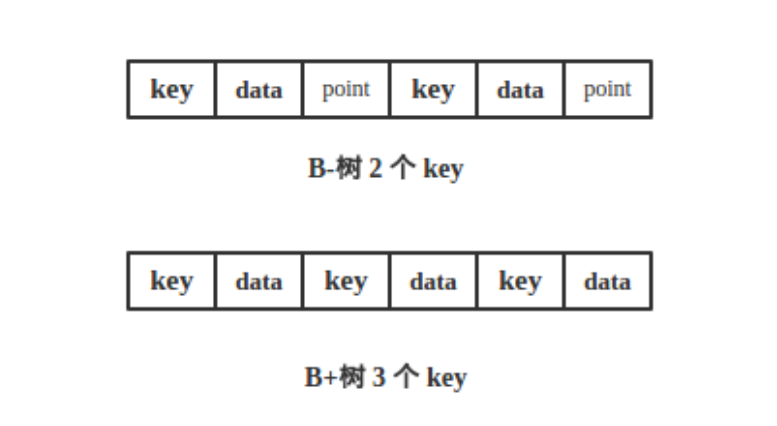 key data point key data point
B-树 2 个 key
key data key data key data
B+树 3 个 key